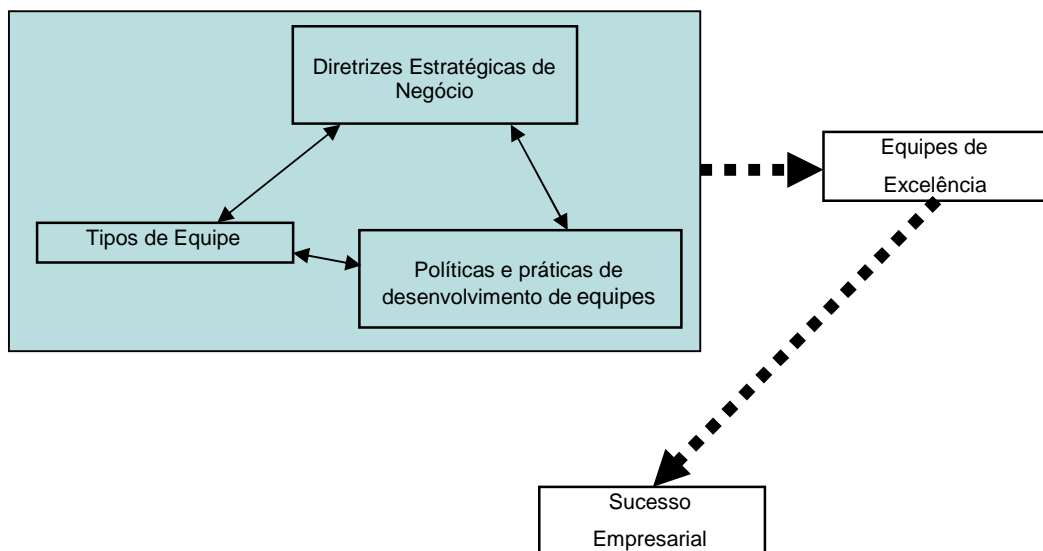 Diretrizes Estratégicas de
Negócio
Equipes de
Excelência
Tipos de Equipe
Políticas e práticas de
desenvolvimento de equipes
Sucesso
Empresarial